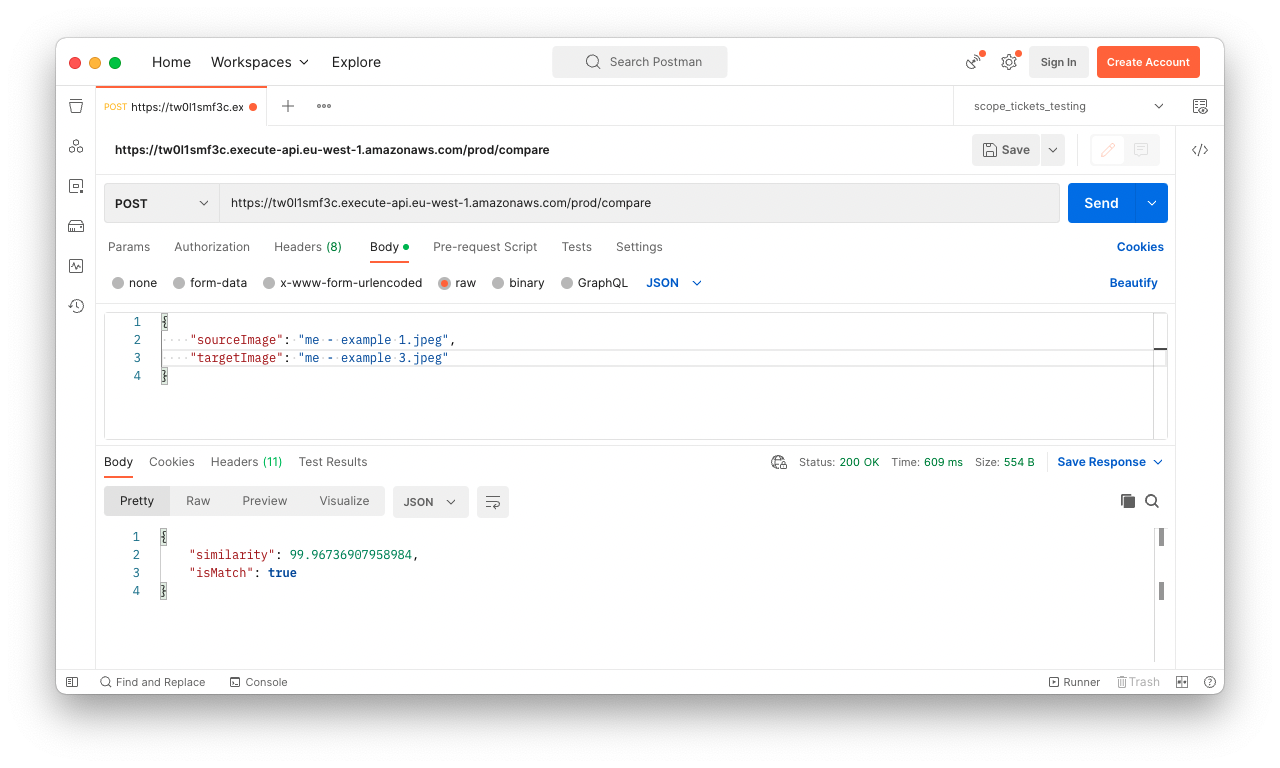 Home Workspaces Explore Search Postman Sign In Create Account
POST https://tw0l1smf3c.ex scope_tickets_testing
https://tw0l1smf3c.execute-api.eu-west-1.amazonaws.com/prod/compare Save
POST https://tw0l1smf3c.execute-api.eu-west-1.amazonaws.com/prod/compare Send
Params Authorization Headers (8) Body Pre-request Script Tests Settings Cookies
none form-data x-www-form-urlencoded raw binary GraphQL JSON Beautify
1 {
2 "sourceImage": "me - example 1.jpeg",
3 "targetImage": "me - example 3.jpeg"
4 }
Body Cookies Headers (11) Test Results Status: 200 OK Time: 609 ms Size: 554 B Save Response
Pretty Raw Preview Visualize JSON
1 {
2 "similarity": 99.96736907958984,
3 "isMatch": true
4 }
Find and Replace Console Runner Trash